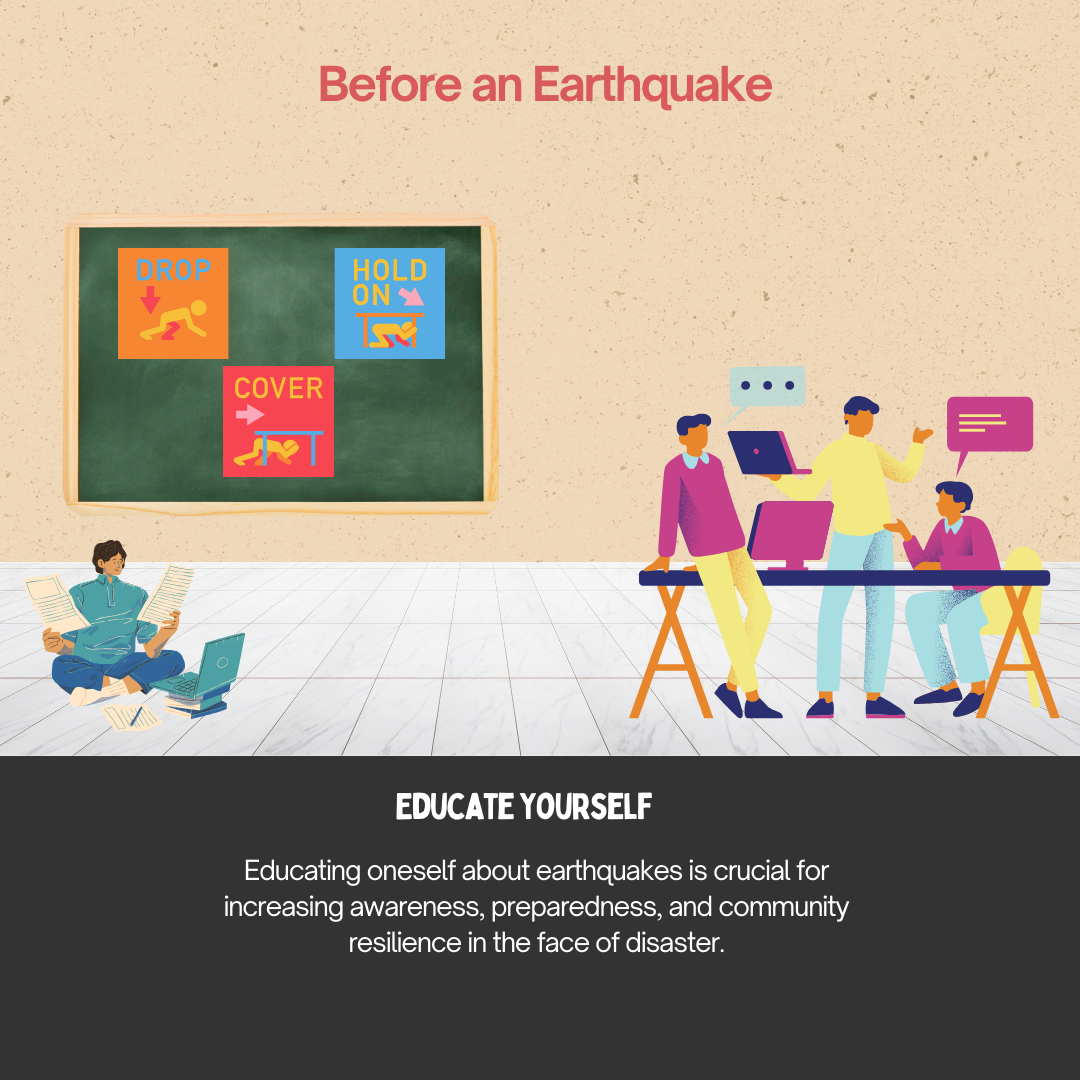 Before an Earthquake
DROP
HOLD
ON
COVER
EDUCATE YOURSELF
Educating oneself about earthquakes is crucial for
increasing awareness, preparedness, and community
resilience in the face of disaster.